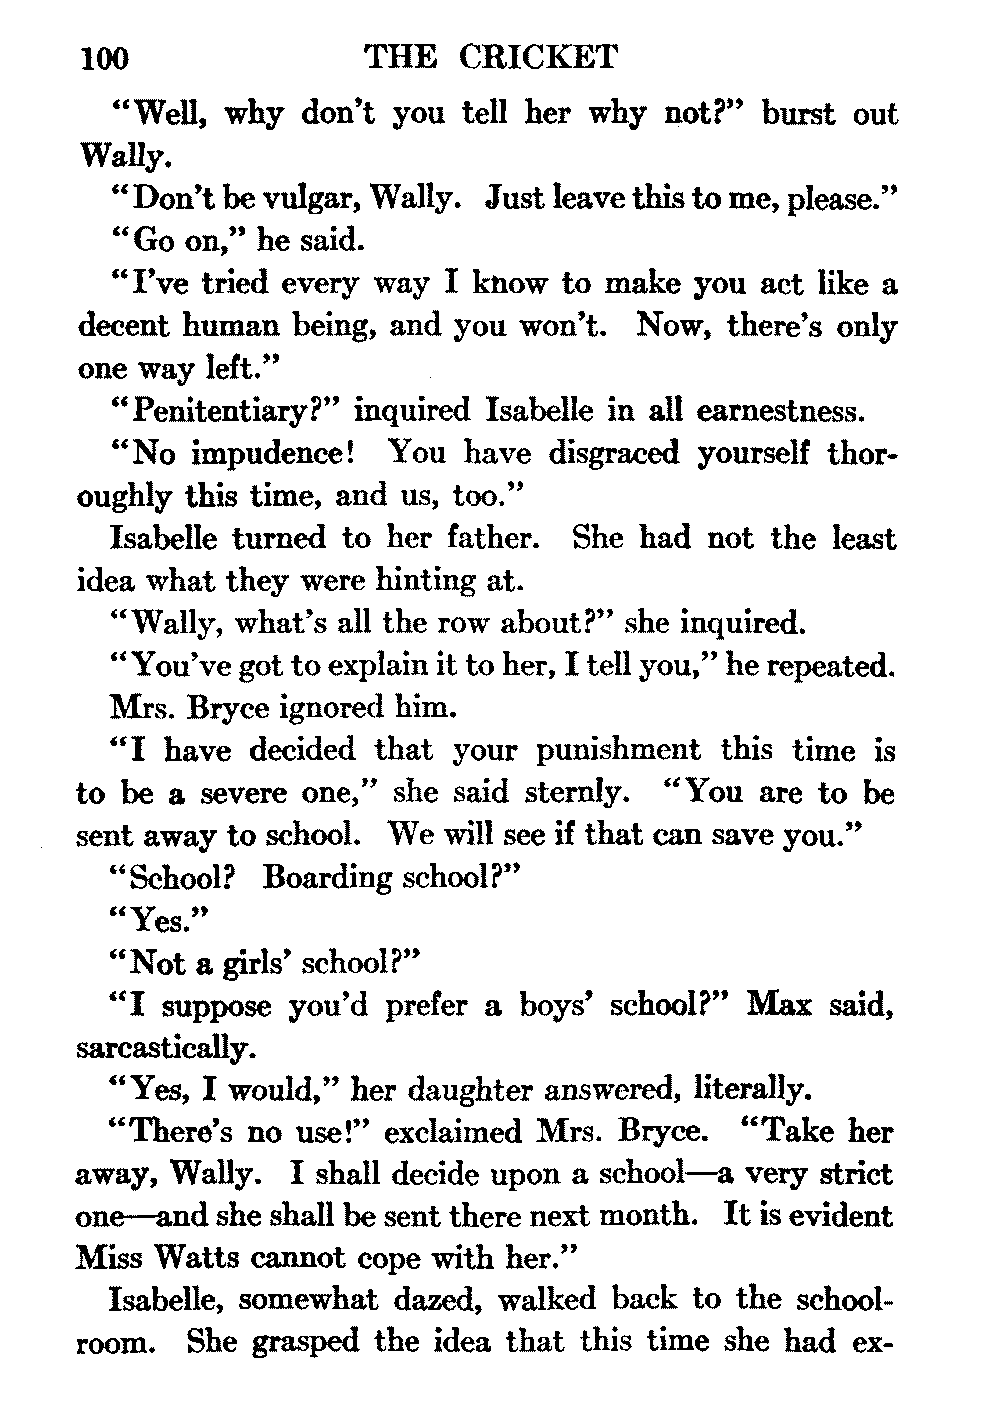 100 THE CRICKET
“Well, why don’t you tell her why not?” burst out
Wally.
“Don’t be vulgar, Wally. Just leave this to me, please.”
“Go on,” he said.
“I’ve tried every way I know to make you act like a
decent human being, and you won’t. Now, there’s only
one way left.”
“Penitentiary?” inquired Isabelle in all earnestness.
“No impudence! You have disgraced yourself thor-
oughly this time, and us, too.”
Isabelle turned to her father. She had not the least
idea what they were hinting at.
“Wally, what’s all the row about?” she inquired.
“You’ve got to explain it to her, I tell you,” he repeated.
Mrs. Bryce ignored him.
“I have decided that your punishment this time is
to be a severe one,” she said sternly. “You are to be
sent away to school. We will see if that can save you.”
“School? Boarding school?”
“Yes.”
“Not a girls’ school?”
“I suppose you’d prefer a boys’ school?” Max said,
sarcastically.
“Yes, I would,” her daughter answered, literally.
“There’s no use!” exclaimed Mrs. Bryce. “Take her
away, Wally. I shall decide upon a school—a very strict
one—and she shall be sent there next month. It is evident
Miss Watts cannot cope with her.”
Isabelle, somewhat dazed, walked back to the school-
room. She grasped the idea that this time she had ex-